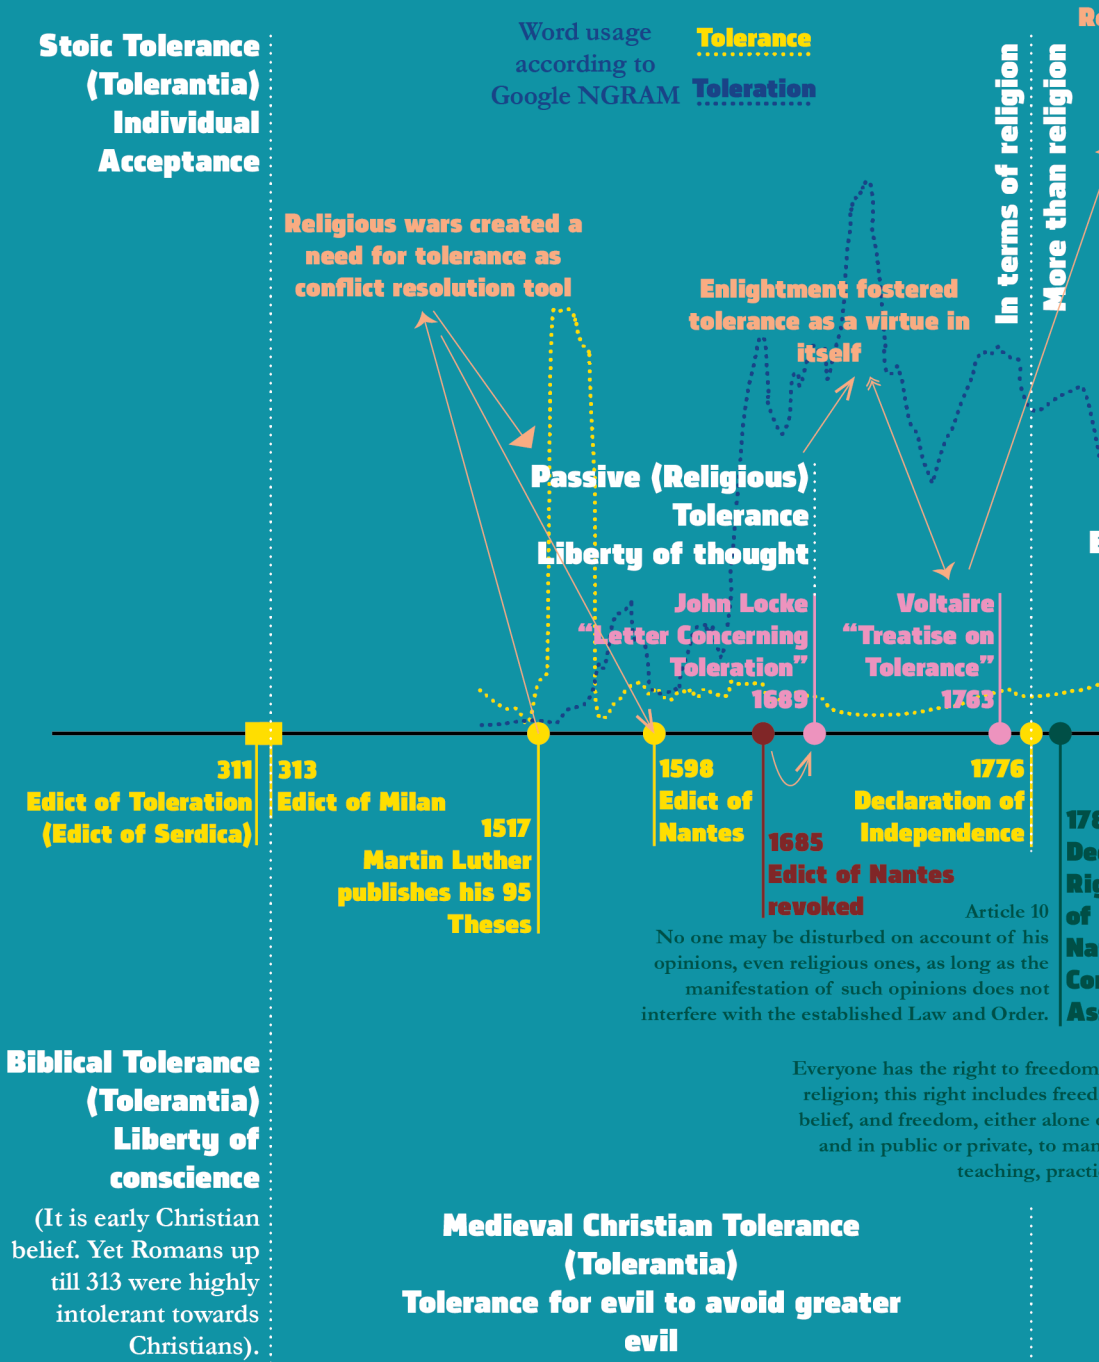 Stoic Tolerance
(Tolerantia)
Individual
Acceptance
Word usage
according to
Google NGRAM
Tolerance
Toleration
In terms of religion
More than religion
Religious wars created a
need for tolerance as
conflict resolution tool
Enlightment fostered
tolerance as a virtue in
itself
Passive (Religious)
Tolerance
Liberty of thought
John Locke
“Letter Concerning
Toleration”
1689
Voltaire
“Treatise on
Tolerance”
1763
311
Edict of Toleration
(Edict of Serdica)
313
Edict of Milan
1517
Martin Luther
publishes his 95
Theses
1598
Edict of
Nantes
1685
Edict of Nantes
revoked
1776
Declaration of
Independence
of
Article 10
No one may be disturbed on account of his
opinions, even religious ones, as long as the
manifestation of such opinions does not
interfere with the established Law and Order.
Everyone has the right to freedom
religion; this right includes
belief, and freedom, either alone
and in public or private, to
teaching,
Biblical Tolerance
(Tolerantia)
Liberty of
conscience
(It is early Christian
belief. Yet Romans up
till 313 were highly
intolerant towards
Christians).
Medieval Christian Tolerance
(Tolerantia)
Tolerance for evil to avoid greater
evil